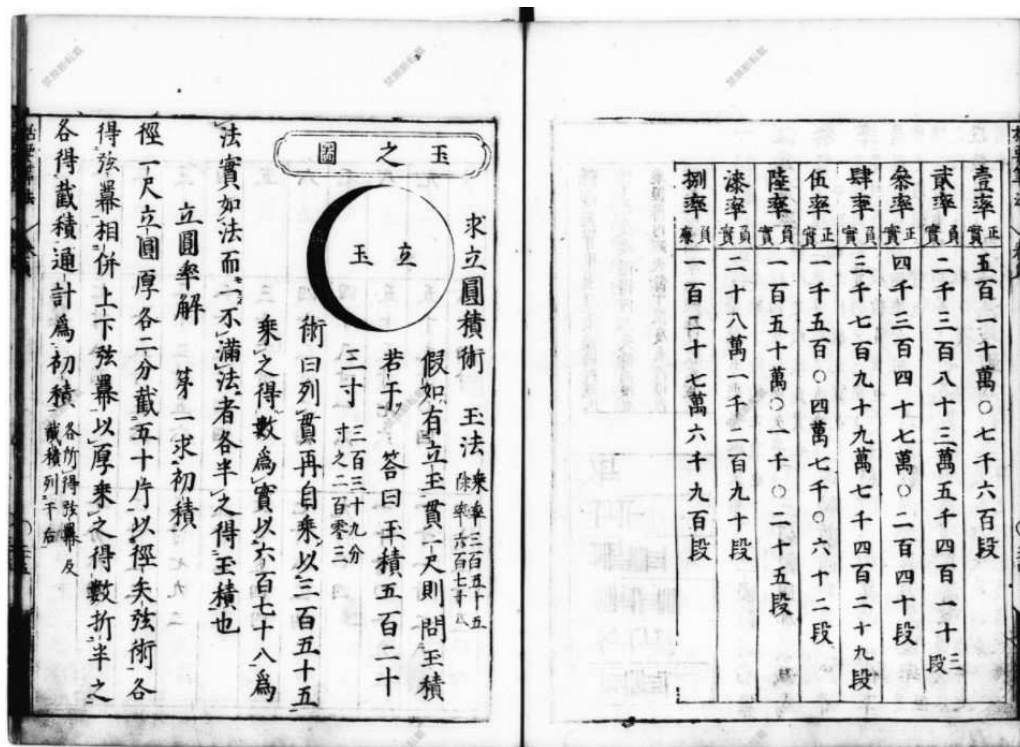 壹率 正實 五百一十萬〇七千六百段
貳率 負實 二千三百八十三萬五千四百一十三段
參率 正實 四千三百四十七萬〇二百四十段
肆率 負實 三千七百九十九萬七千四百二十九段
伍率 正實 一千五百〇四萬七千〇六十二段
陸率 負實 一百五十萬〇一千〇二十五段
漆率 負實 二十八萬一千二百九十段
捌率 負 一百二十七萬六千九百段
玉之圖
立玉
求立圓積術 玉法 乘率三百五十五 除率六百七十八
假如有立玉貫一尺則問玉積
若干 答曰玉積五百二十
三寸 三百三十九分寸之二百零三
術曰列貫再自乘以三百五十五
乘之得數爲實以六百七十八爲
法實如法而一不滿法者各半之得玉積也
立圓率解 第 求初積
徑一尺立圓厚各二分截五十片以徑矢弦術各
得弦冪相併上下弦冪以厚乘之得數折半之
各得截積通計爲初積 各所得弦冪及截積列于右